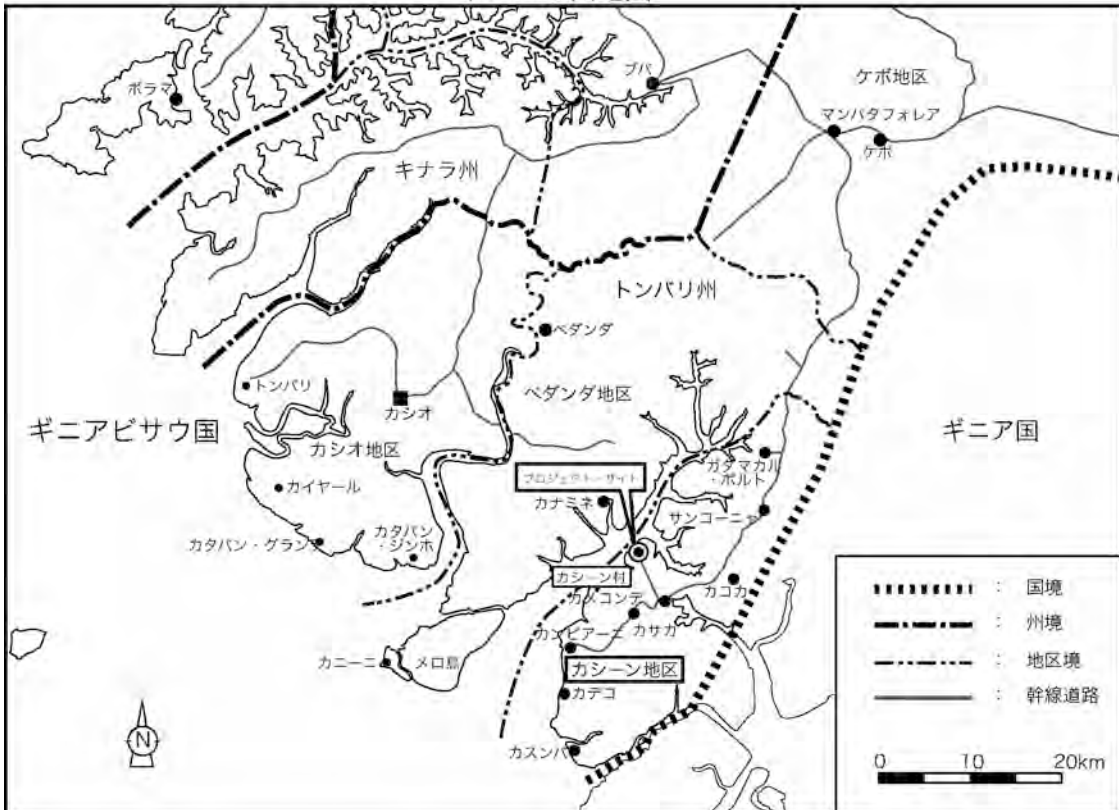 ボラマ
ブバ
ケボ地区
マンパタフォレア
ケボ
キナラ州
トンバリ州
ベダンダ
トンバリ
カシオ
ベダンダ地区
ギニアビサウ国
カシオ地区
ギニア国
プロジェクト・サイト
カナミネ
ガダマカル
・ポルト
カイヤール
サンコーニャ
カタバン・グランデ
カタバン
・ジンホ
カシーン村
カコカ
カメコンデ
カサカ
カンビアーニ
カニーニ
メロ島
カシーン地区
カデコ
カスンバ
N
: 国境
: 州境
: 地区境
: 幹線道路
0 10 20km